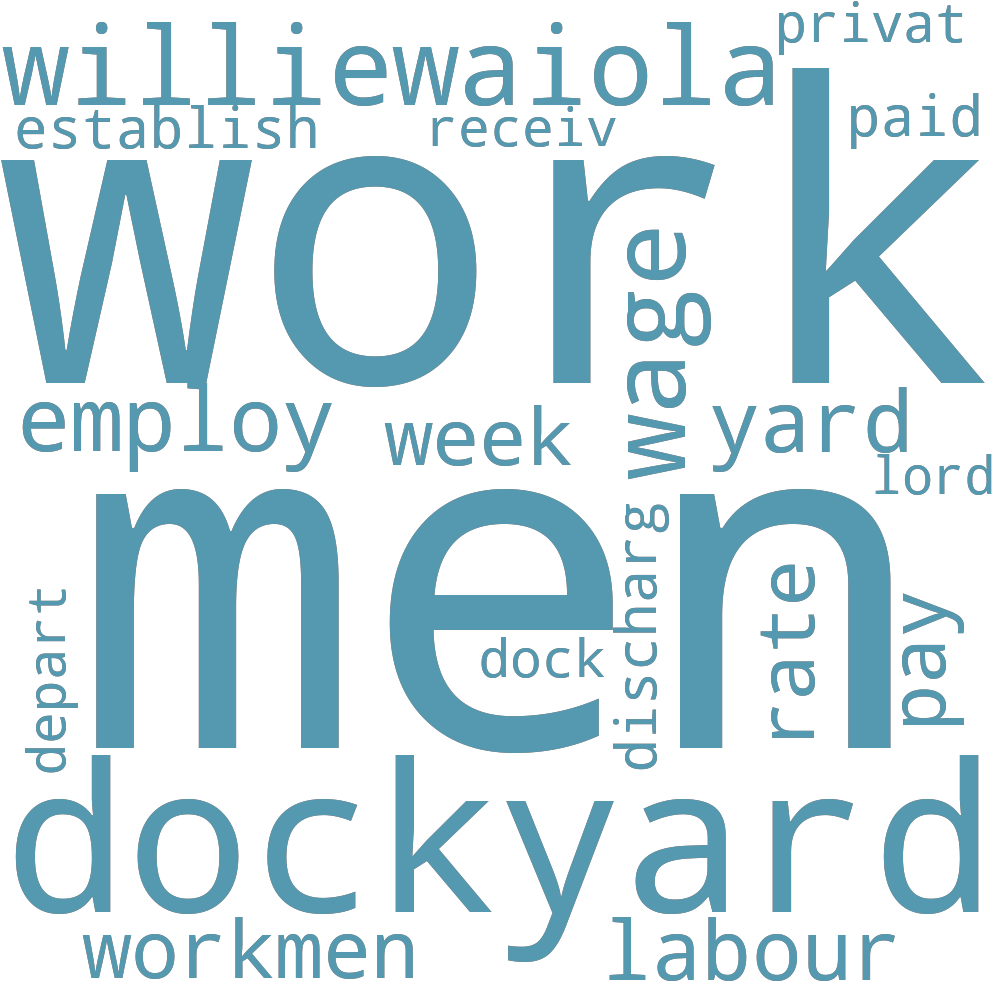 privat
williewaiola
establish
receiv
paid
work
wage
employ
week
yard
lord
men
discharg
rate
pay
depart
dock
dockyard
workmen
labour